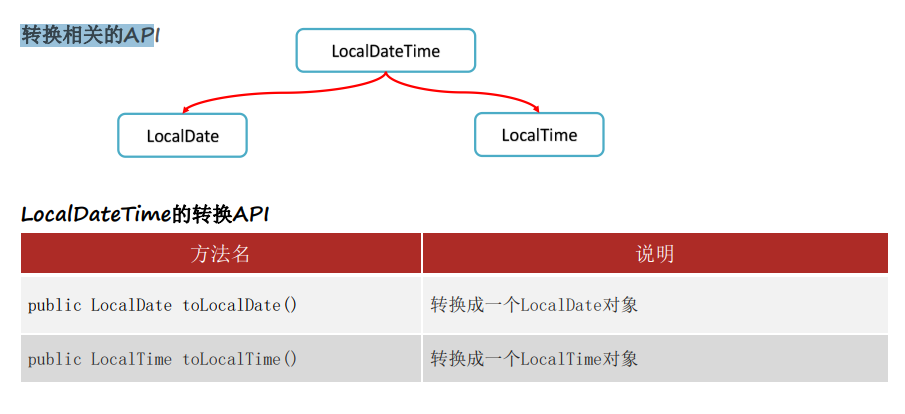 转换相关的API
LocalDateTime
LocalDate
LocalTime
LocalDateTime的转换API
方法名
说明
public LocalDate toLocalDate()
转换成一个LocalDate对象
public LocalTime toLocalTime()
转换成一个LocalTime对象